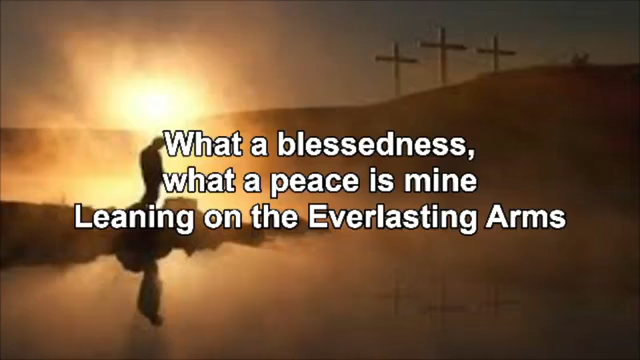 What a blessedness,
what a peace is mine
Leaning on the Everlasting Arms